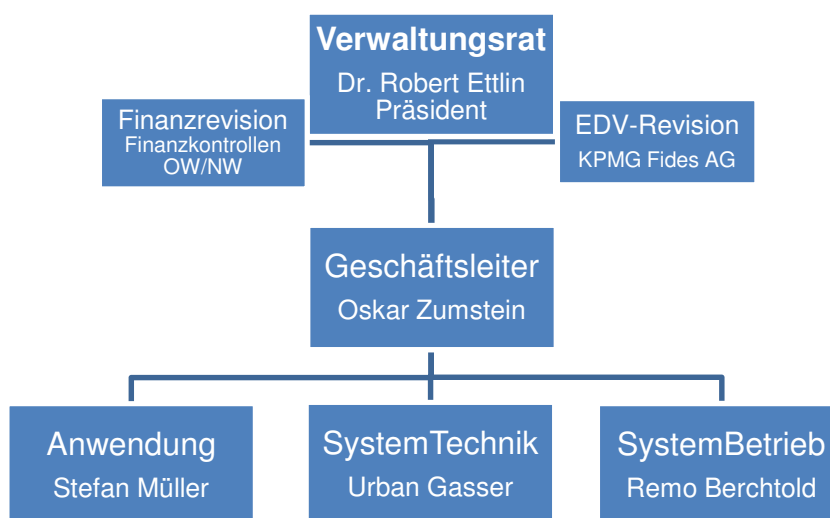 Verwaltungsrat
Dr. Robert Ettlin
Präsident
Finanzrevision
Finanzkontrollen
OW/NW
EDV-Revision
KPMG Fides AG
Geschäftsleiter
Oskar Zumstein
Anwendung
Stefan Müller
SystemTechnik
Urban Gasser
SystemBetrieb
Remo Berchtold